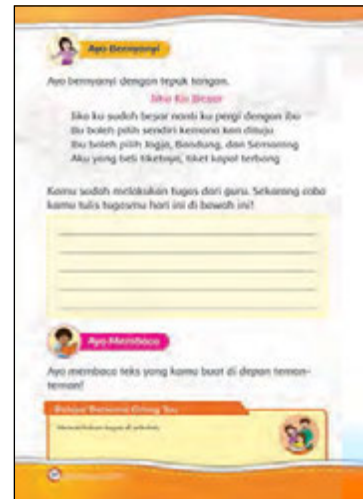 Ayo Bernyanyi
Ayo bernyanyi dengan tepuk tangan.
Jika Ku Besar
Jika ku sudah besar nanti ku pergi dengan ibu
Ibu boleh pilih sendiri kemana kan dituju
Ibu boleh pilih Jogja, Bandung, dan Semarang
Aku yang beli tiketnya, tiket kapal terbang
Kamu sudah melakukan tugas dari guru. Sekarang coba
kamu tulis tugasmu hari ini di bawah ini!
Ayo Membaca
Ayo membaca teks yang kamu buat di depan teman-
teman!
Belajar Bersama Orang Tua